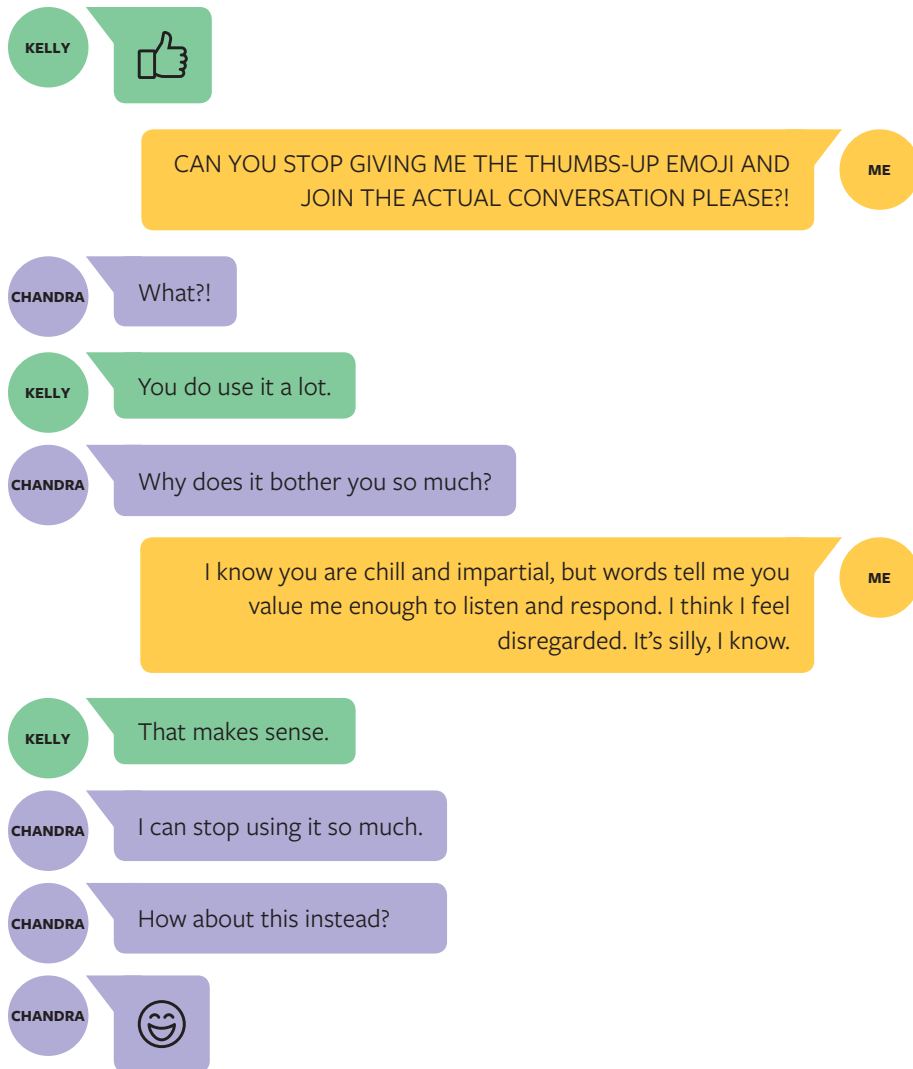 KELLY
CAN YOU STOP GIVING ME THE THUMBS-UP EMOJI AND
JOIN THE ACTUAL CONVERSATION PLEASE?!
ME
CHANDRA
What?!
KELLY
You do use it a lot.
CHANDRA
Why does it bother you so much?
I know you are chill and impartial, but words tell me you
value me enough to listen and respond. I think I feel
disregarded. It’s silly, I know.
ME
KELLY
That makes sense.
CHANDRA
I can stop using it so much.
CHANDRA
How about this instead?
CHANDRA